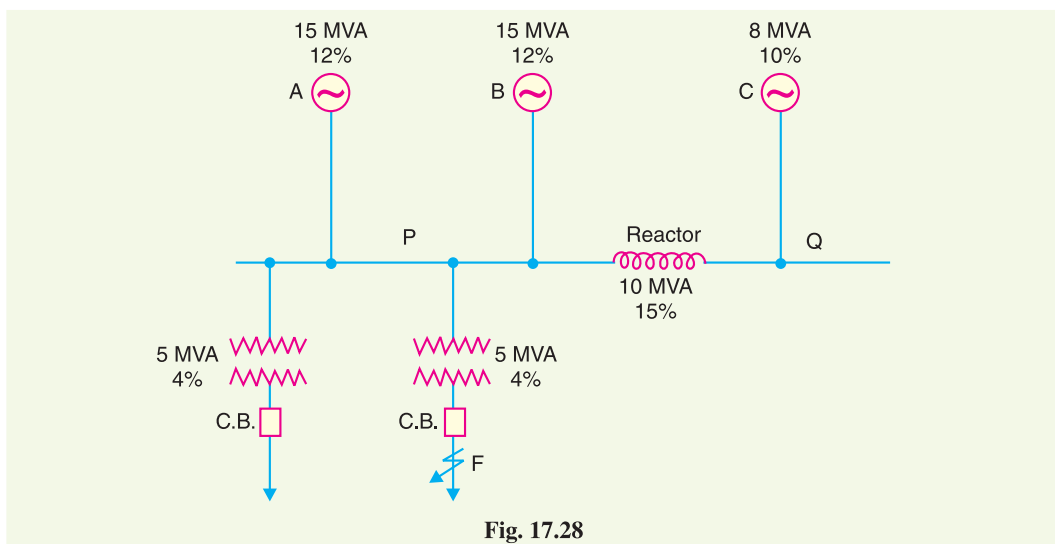 15 MVA
12%
15 MVA
12%
8 MVA
10%
A
B
C
P
Reactor
Q
10 MVA
15%
5 MVA
4%
5 MVA
4%
C.B.
C.B.
F
Fig. 17.28